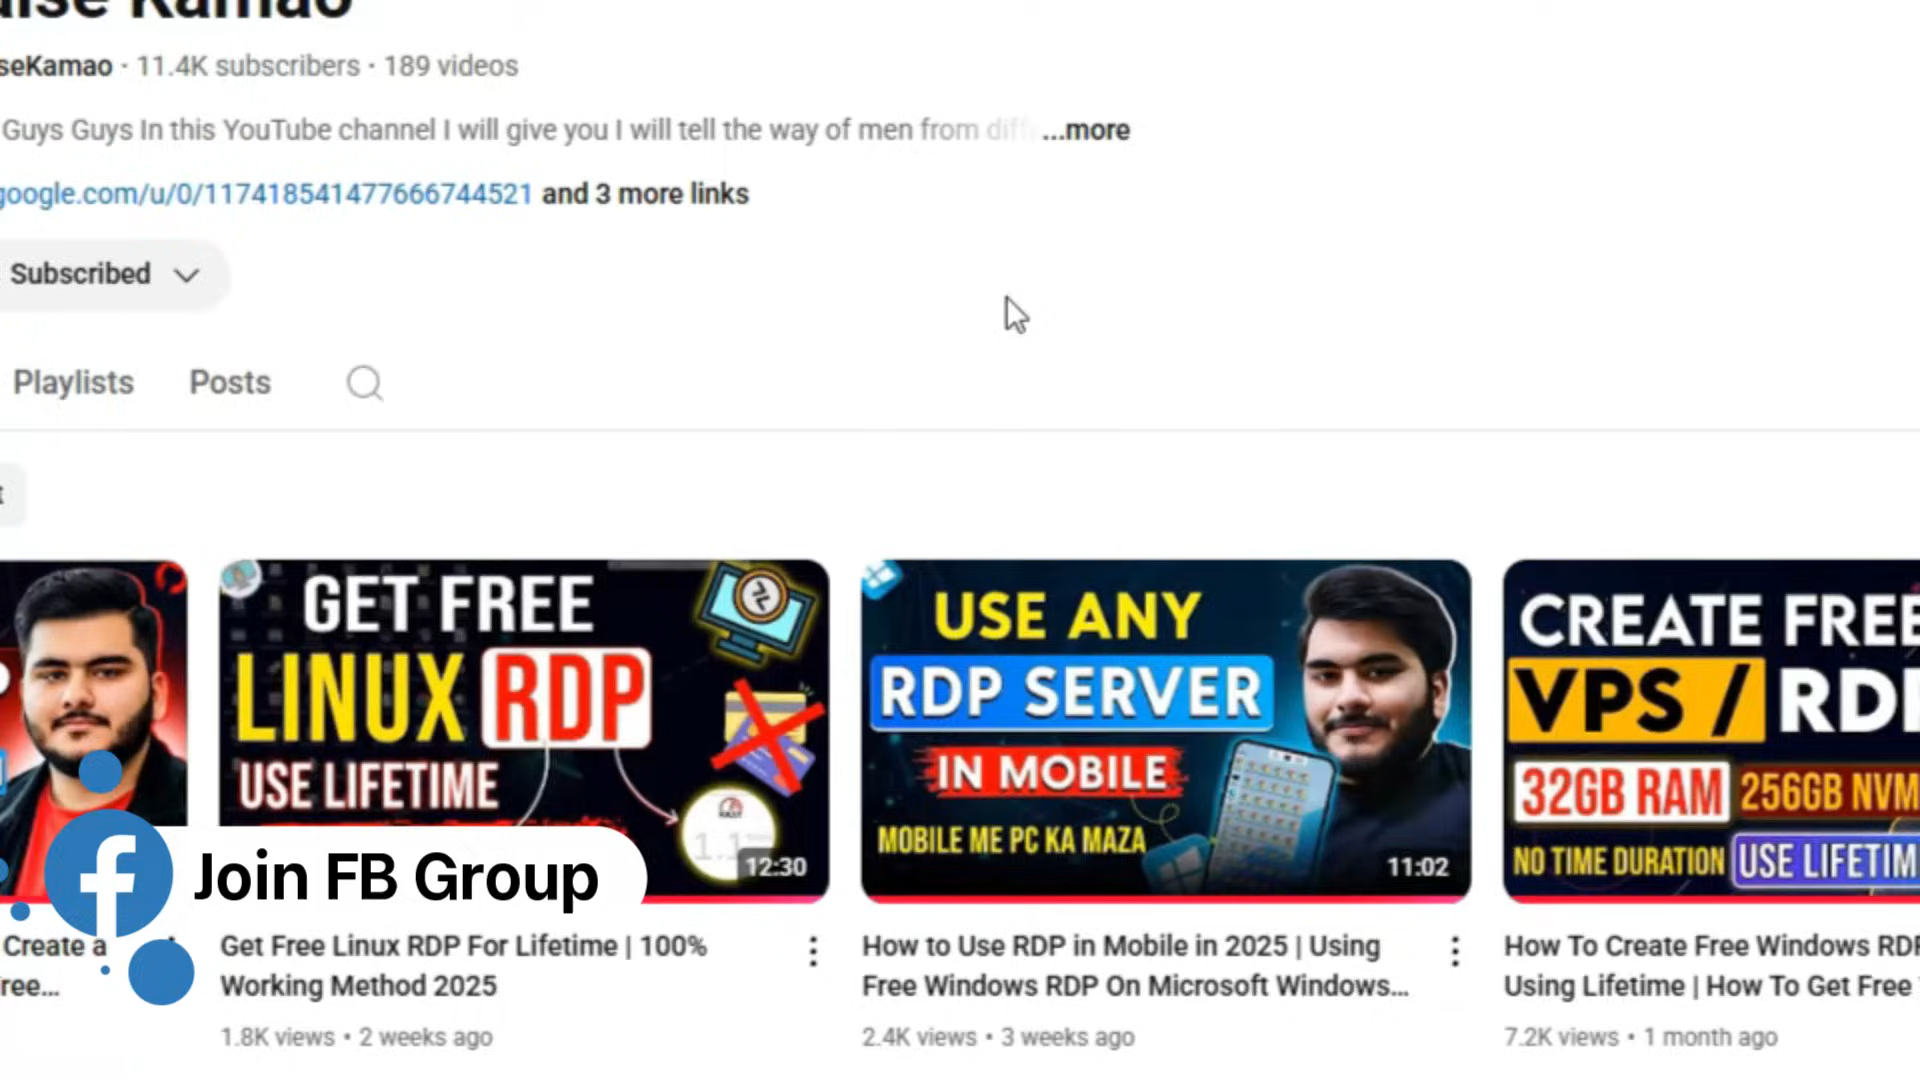 Kamao
seKamao · 11.4K subscribers · 189 videos
Guys Guys In this YouTube channel I will give you I will tell the way of men from diff ...more
google.com/u/0/117418541477666744521 and 3 more links
Subscribed
Playlists
Posts
GET FREE
LINUX RDP
USE LIFETIME
12:30
USE ANY
RDP SERVER
IN MOBILE
MOBILE ME PC KA MAZA
11:02
CREATE FREE
VPS / RDP
32GB RAM 256GB NVM
NO TIME DURATION USE LIFETIM
Join FB Group
Create a
ree...
Get Free Linux RDP For Lifetime | 100%
Working Method 2025
1.8K views • 2 weeks ago
How to Use RDP in Mobile in 2025 | Using
Free Windows RDP On Microsoft Windows...
2.4K views • 3 weeks ago
How To Create Free Windows RDP
Using Lifetime | How To Get Free
7.2K views • 1 month ago